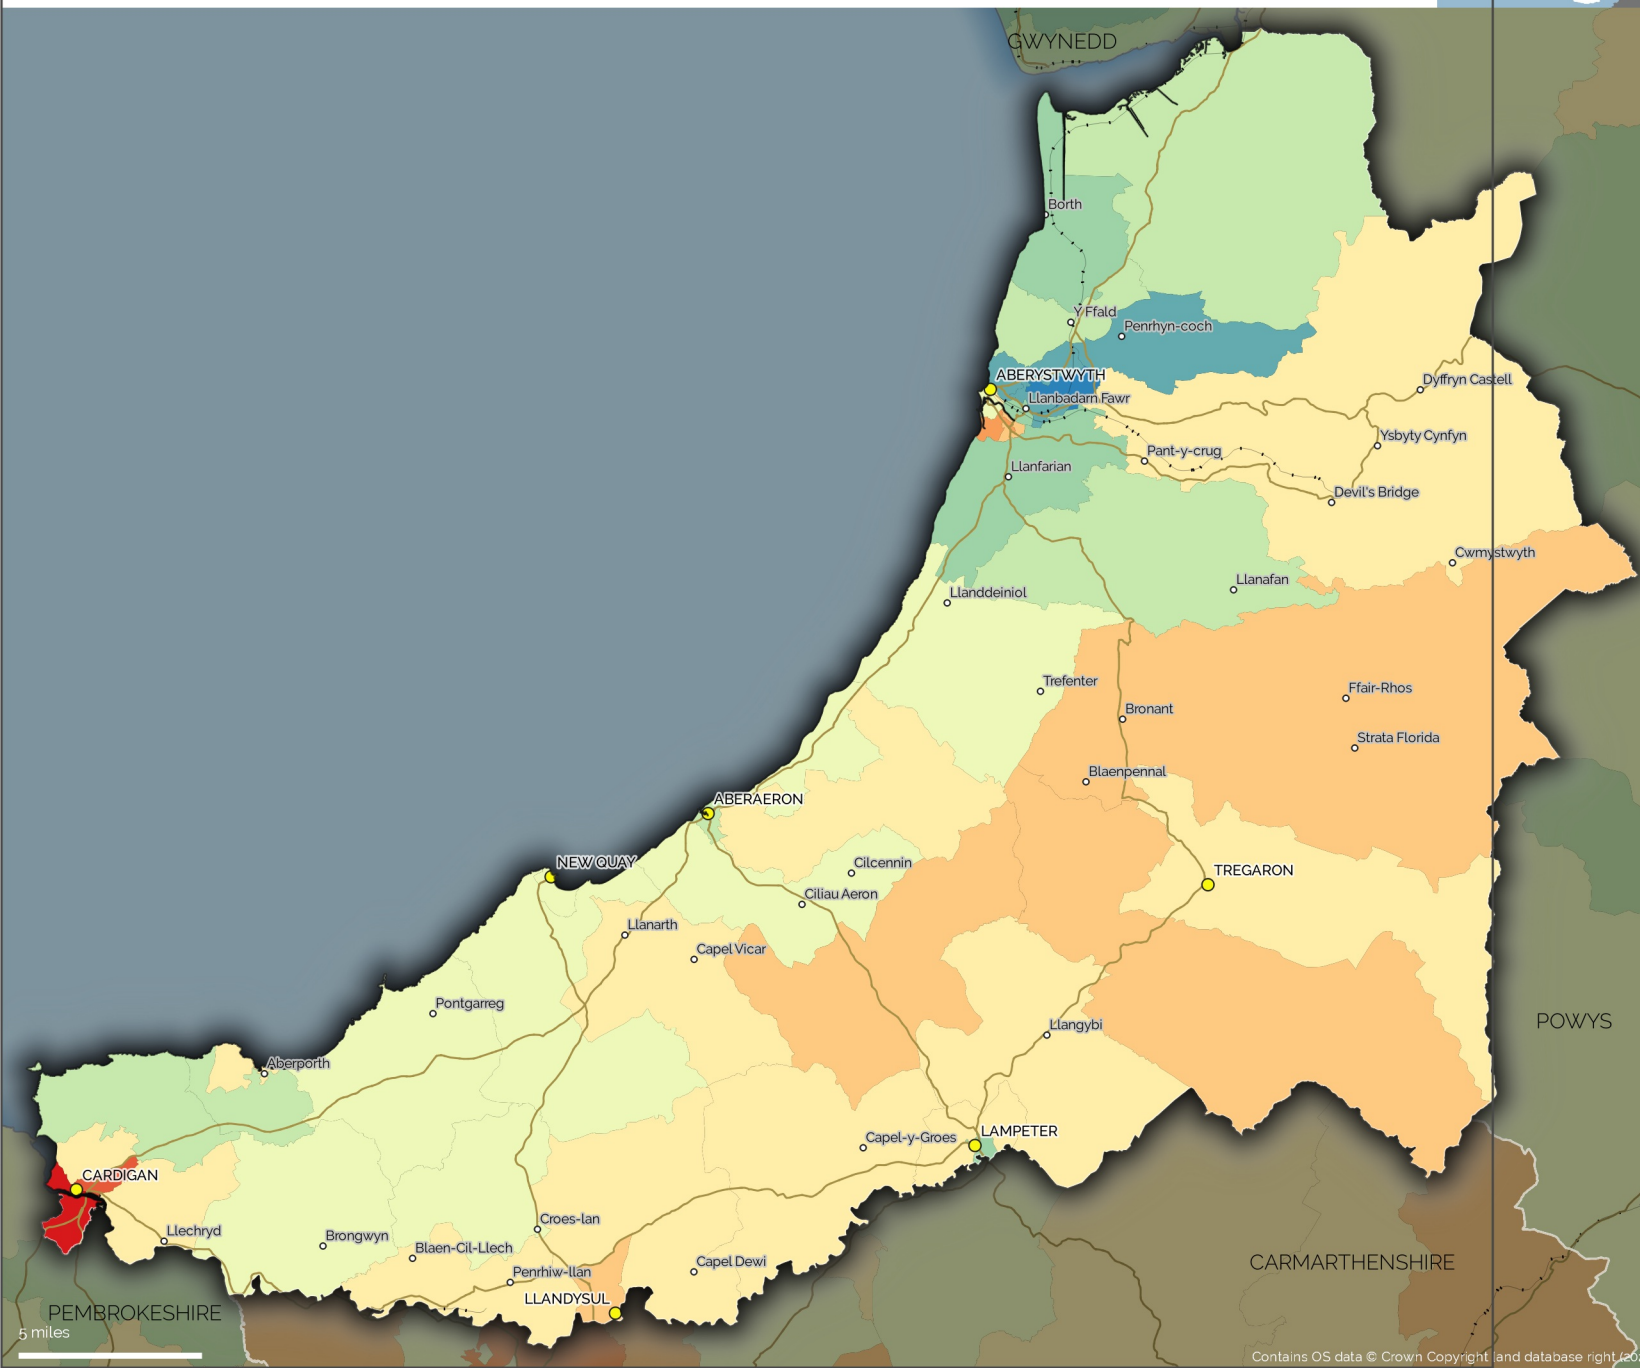 GWYNEDD
Borth
Y Ffald
Penrhyn-coch
ABERYSTWYTH
Llanbadarn Fawr
Dyffryn Castell
Ysbyty Cynfyn
Pant-y-crug
Llanfarian
Devil's Bridge
Cwmystwyth
Llanafan
Llanddeiniol
Trefenter
Ffair-Rhos
Bronant
Strata Florida
Blaenpennal
ABERAERON
NEW QUAY
Cilcennin
TREGARON
Ciliau Aeron
Llanarth
Capel Vicar
Pontgarreg
Llangybi
POWYS
Aberporth
LAMPETER
Capel-y-Groes
CARDIGAN
Croes-lan
Llechryd
Brongwyn
Blaen-Cil-Llech
Capel Dewi
CARMARTHENSHIRE
Penrhiw-llan
LLANDYSUL
PEMBROKESHIRE
5 miles
Contains OS data © Crown Copyright and database right (20